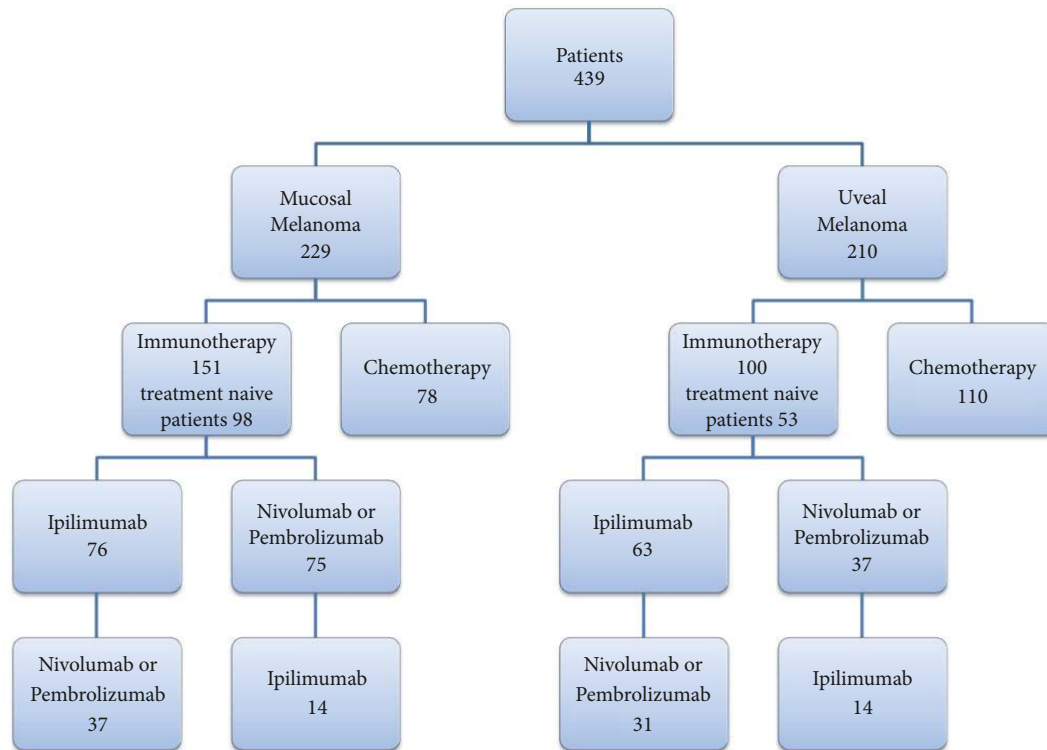 Patients
439
Mucosal
Melanoma
229
Uveal
Melanoma
210
Immunotherapy
151
treatment naive
patients 98
Chemotherapy
78
Immunotherapy
100
treatment naive
patients 53
Chemotherapy
110
Ipilimumab
76
Nivolumab or
Pembrolizumab
75
Ipilimumab
63
Nivolumab or
Pembrolizumab
37
Nivolumab or
Pembrolizumab
37
Ipilimumab
14
Nivolumab or
Pembrolizumab
31
Ipilimumab
14